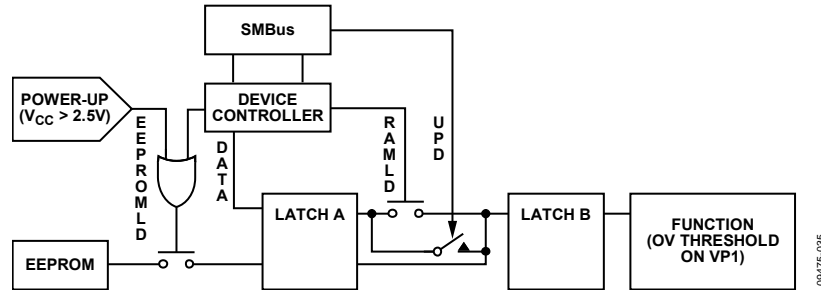 SMBus
POWER-UP
(VCC > 2.5V)
EEPROMLD
DEVICE
CONTROLLER
DATA
RAMLD
UPD
LATCH A
LATCH B
FUNCTION
(OV THRESHOLD
ON VP1)
EEPROM
09475-035